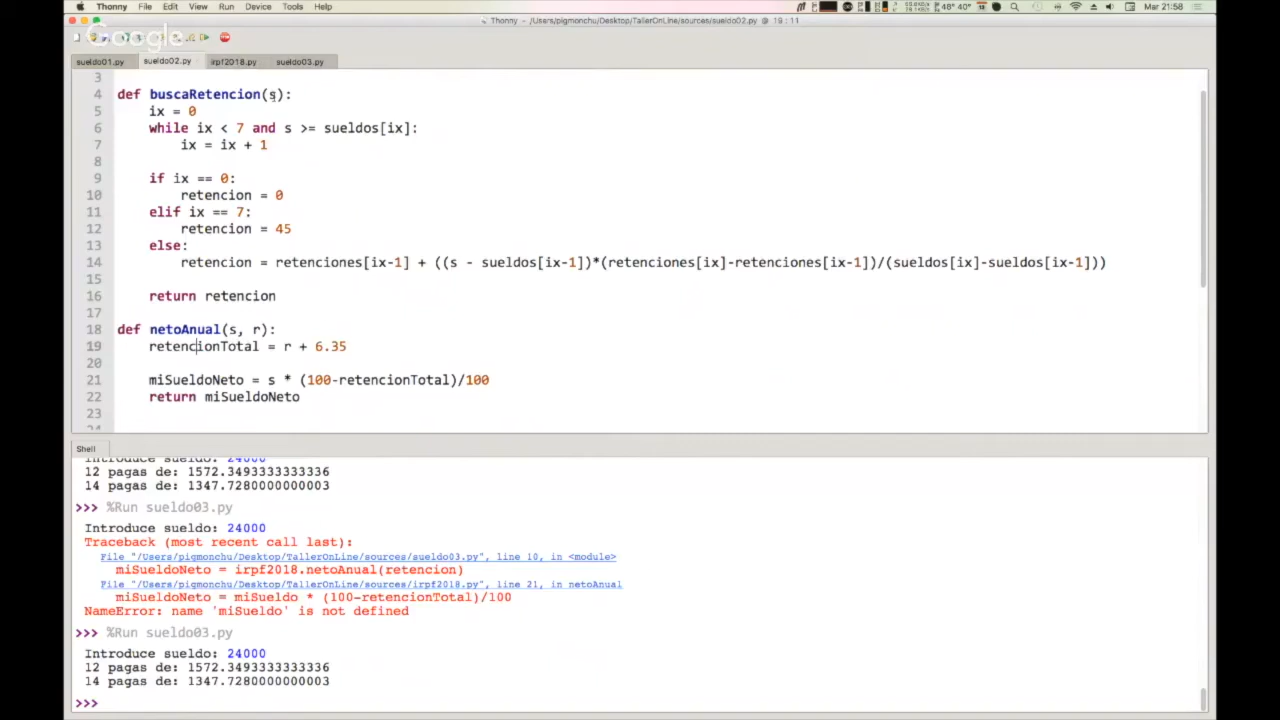 Thonny File Edit View Run Device Tools Help
48° 40° Mar 21:58
Thonny - /Users/pigmonchu/Desktop/TallerOnLine/sources/sueldo02.py @ 19 : 11
Google
sueldo01.py sueldo02.py irpf2018.py sueldo03.py
3
4 def buscaRetencion(s):
5 ix = 0
6 while ix < 7 and s >= sueldos[ix]:
7 ix = ix + 1
8
9 if ix == 0:
10 retencion = 0
11 elif ix == 7:
12 retencion = 45
13 else:
14 retencion = retenciones[ix-1] + ((s - sueldos[ix-1])*(retenciones[ix]-retenciones[ix-1])/(sueldos[ix]-sueldos[ix-1]))
15
16 return retencion
17
18 def netoAnual(s, r):
19 retencionTotal = r + 6.35
20
21 miSueldoNeto = s * (100-retencionTotal)/100
22 return miSueldoNeto
23
24
Shell
Introduce sueldo: 24000
12 pagas de: 1572.3493333333336
14 pagas de: 1347.7280000000003
>>> %Run sueldo03.py
Introduce sueldo: 24000
Traceback (most recent call last):
File "/Users/pigmonchu/Desktop/TallerOnLine/sources/sueldo03.py", line 10, in <module>
miSueldoNeto = irpf2018.netoAnual(retencion)
File "/Users/pigmonchu/Desktop/TallerOnLine/sources/irpf2018.py", line 21, in netoAnual
miSueldoNeto = miSueldo * (100-retencionTotal)/100
NameError: name 'miSueldo' is not defined
>>> %Run sueldo03.py
Introduce sueldo: 24000
12 pagas de: 1572.3493333333336
14 pagas de: 1347.7280000000003
>>>